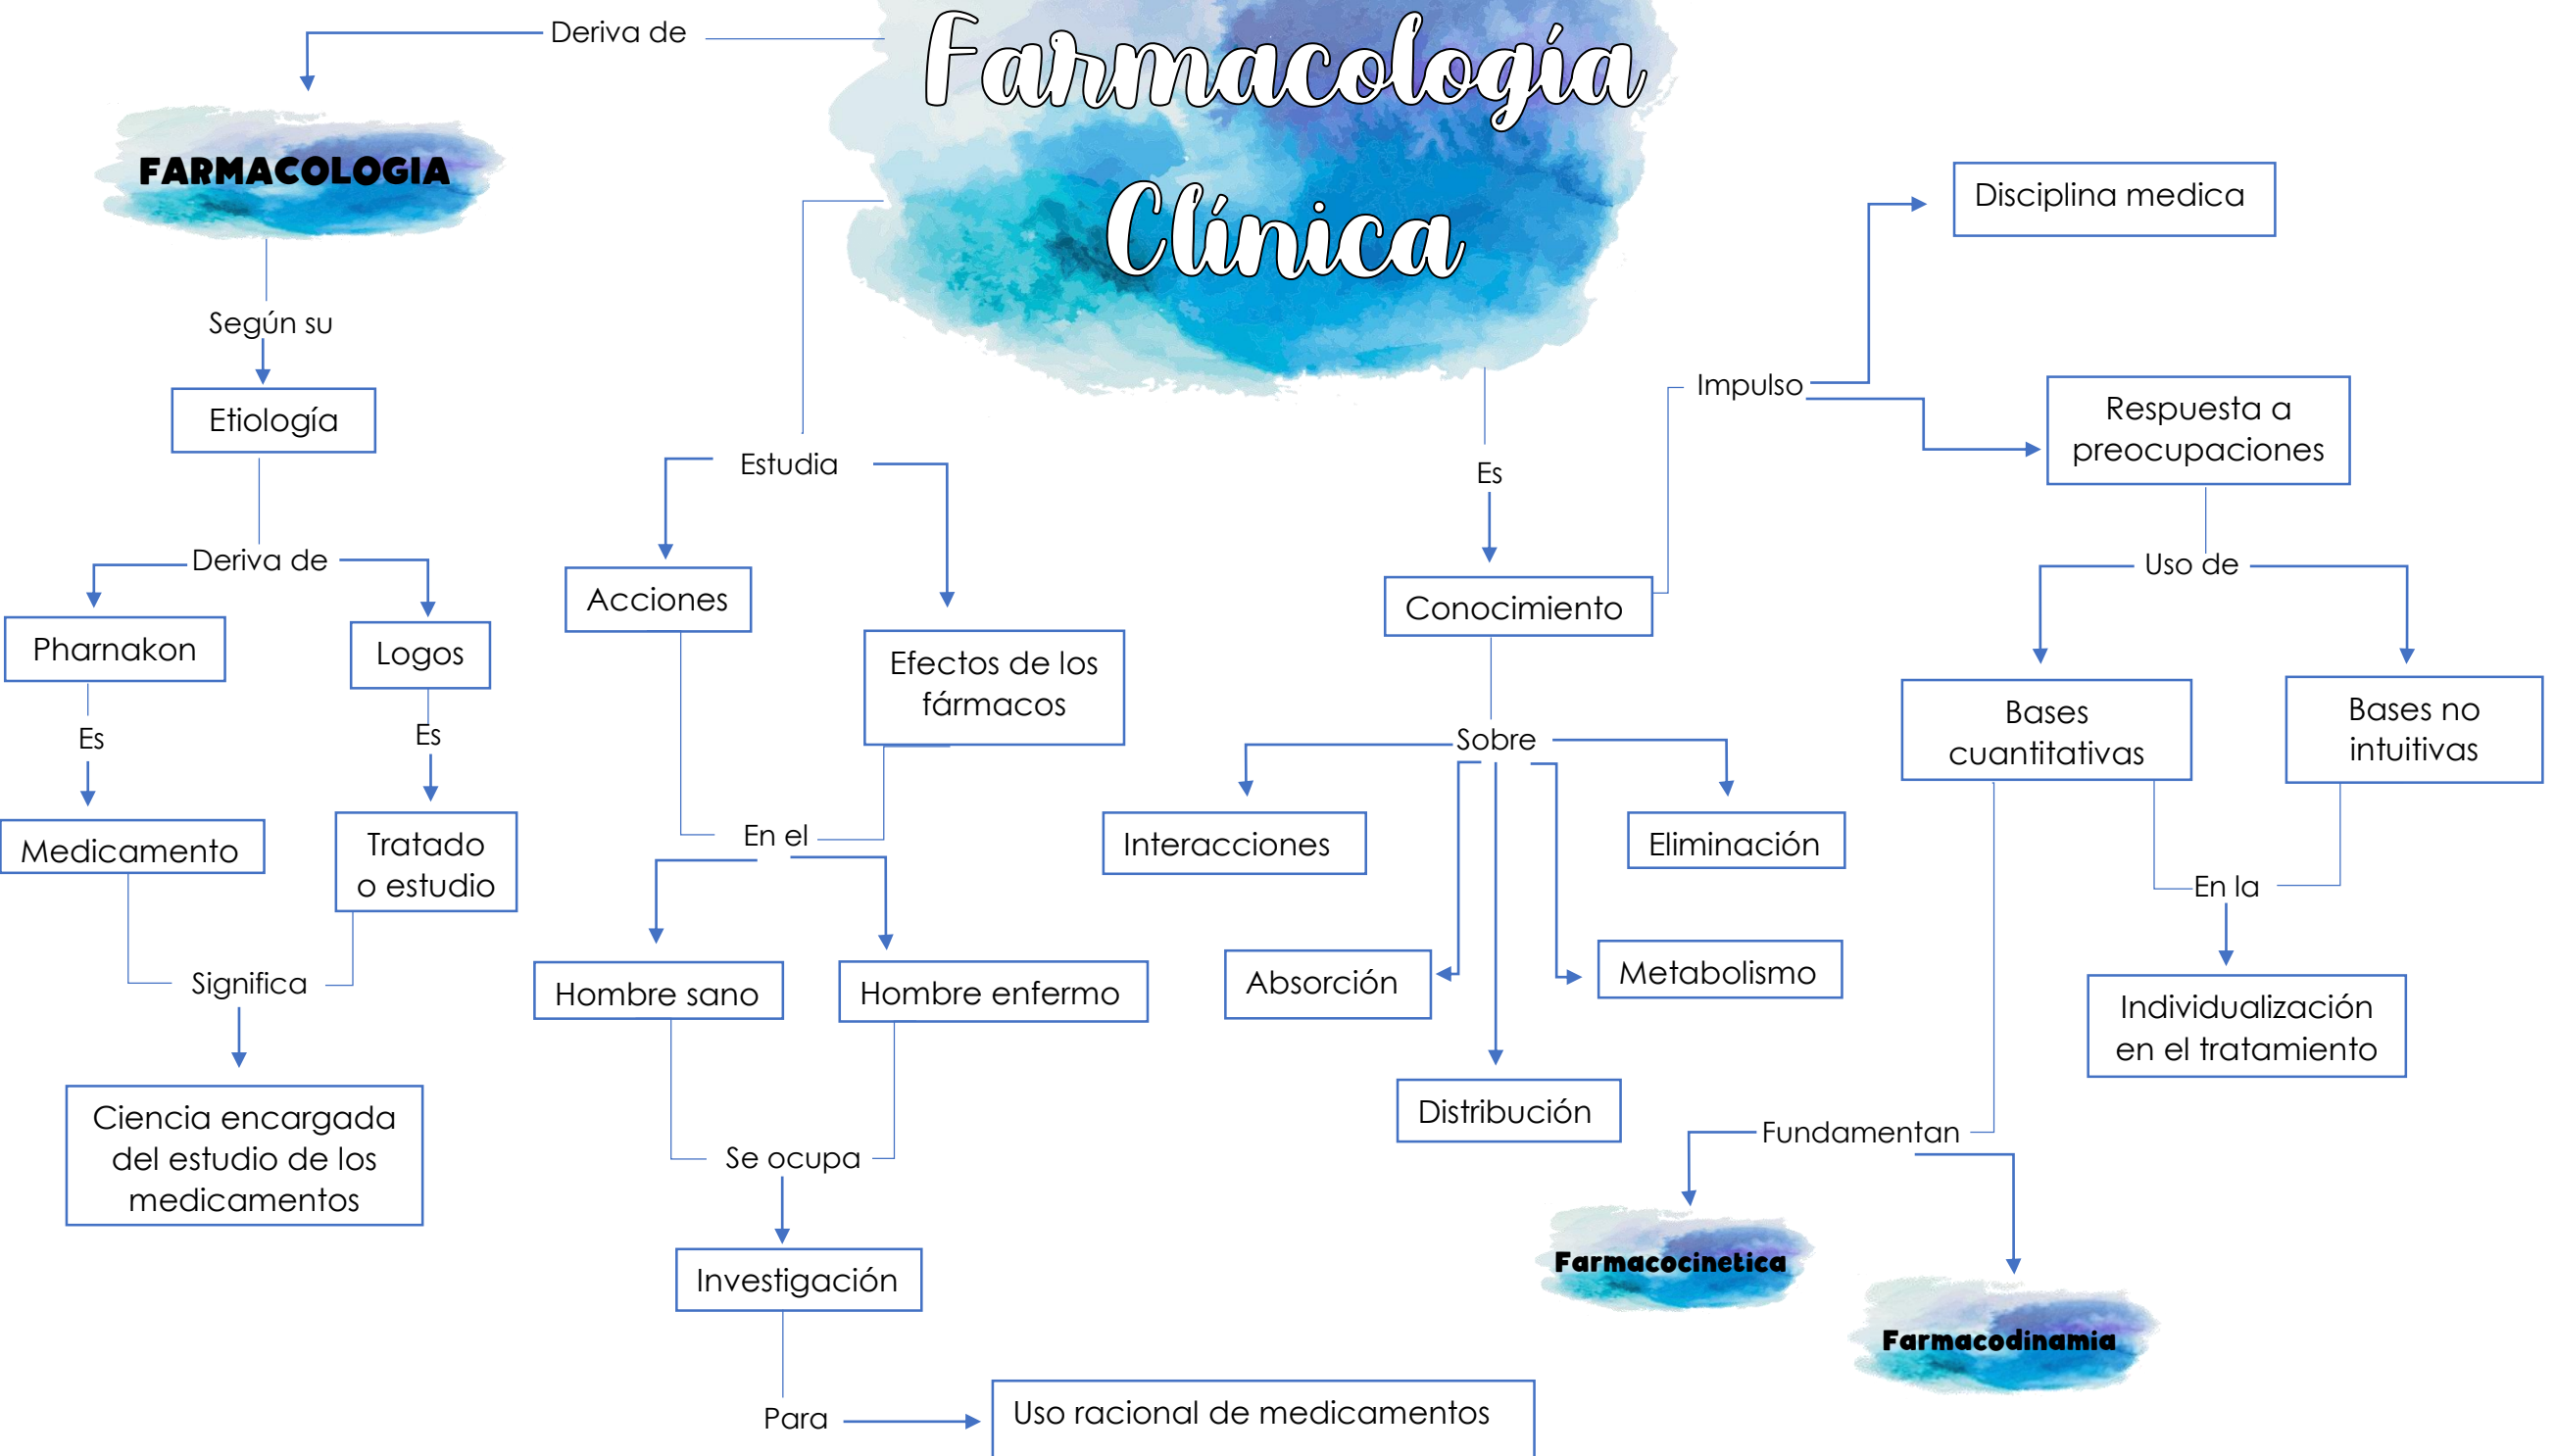 Farmacología
Clínica
Deriva de
FARMACOLOGIA
Según su
Etiología
Deriva de
Pharnakon
Logos
Es
Es
Medicamento
Tratado
o estudio
Significa
Ciencia encargada
del estudio de los
medicamentos
Estudia
Acciones
Efectos de los
fármacos
En el
Hombre sano
Hombre enfermo
Se ocupa
Investigación
Para
Uso racional de medicamentos
Es
Conocimiento
Sobre
Interacciones
Eliminación
Absorción
Metabolismo
Distribución
Impulso
Disciplina medica
Respuesta a
preocupaciones
Uso de
Bases
cuantitativas
Bases no
intuitivas
En la
Individualización
en el tratamiento
Fundamentan
Farmacocinetica
Farmacodinamia